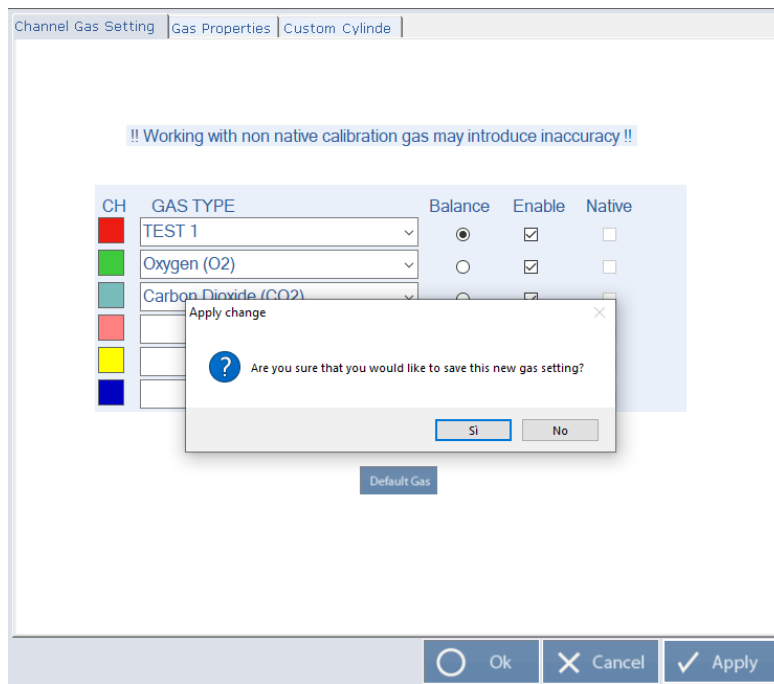 Channel Gas Setting Gas Properties Custom Cylinde
!! Working with non native calibration gas may introduce inaccuracy !!
CH GAS TYPE Balance Enable Native
TEST 1
Oxygen (O2)
Carbon Dioxide (CO2)
Apply change
Are you sure that you would like to save this new gas setting?
Sì No
Default Gas
Ok Cancel Apply